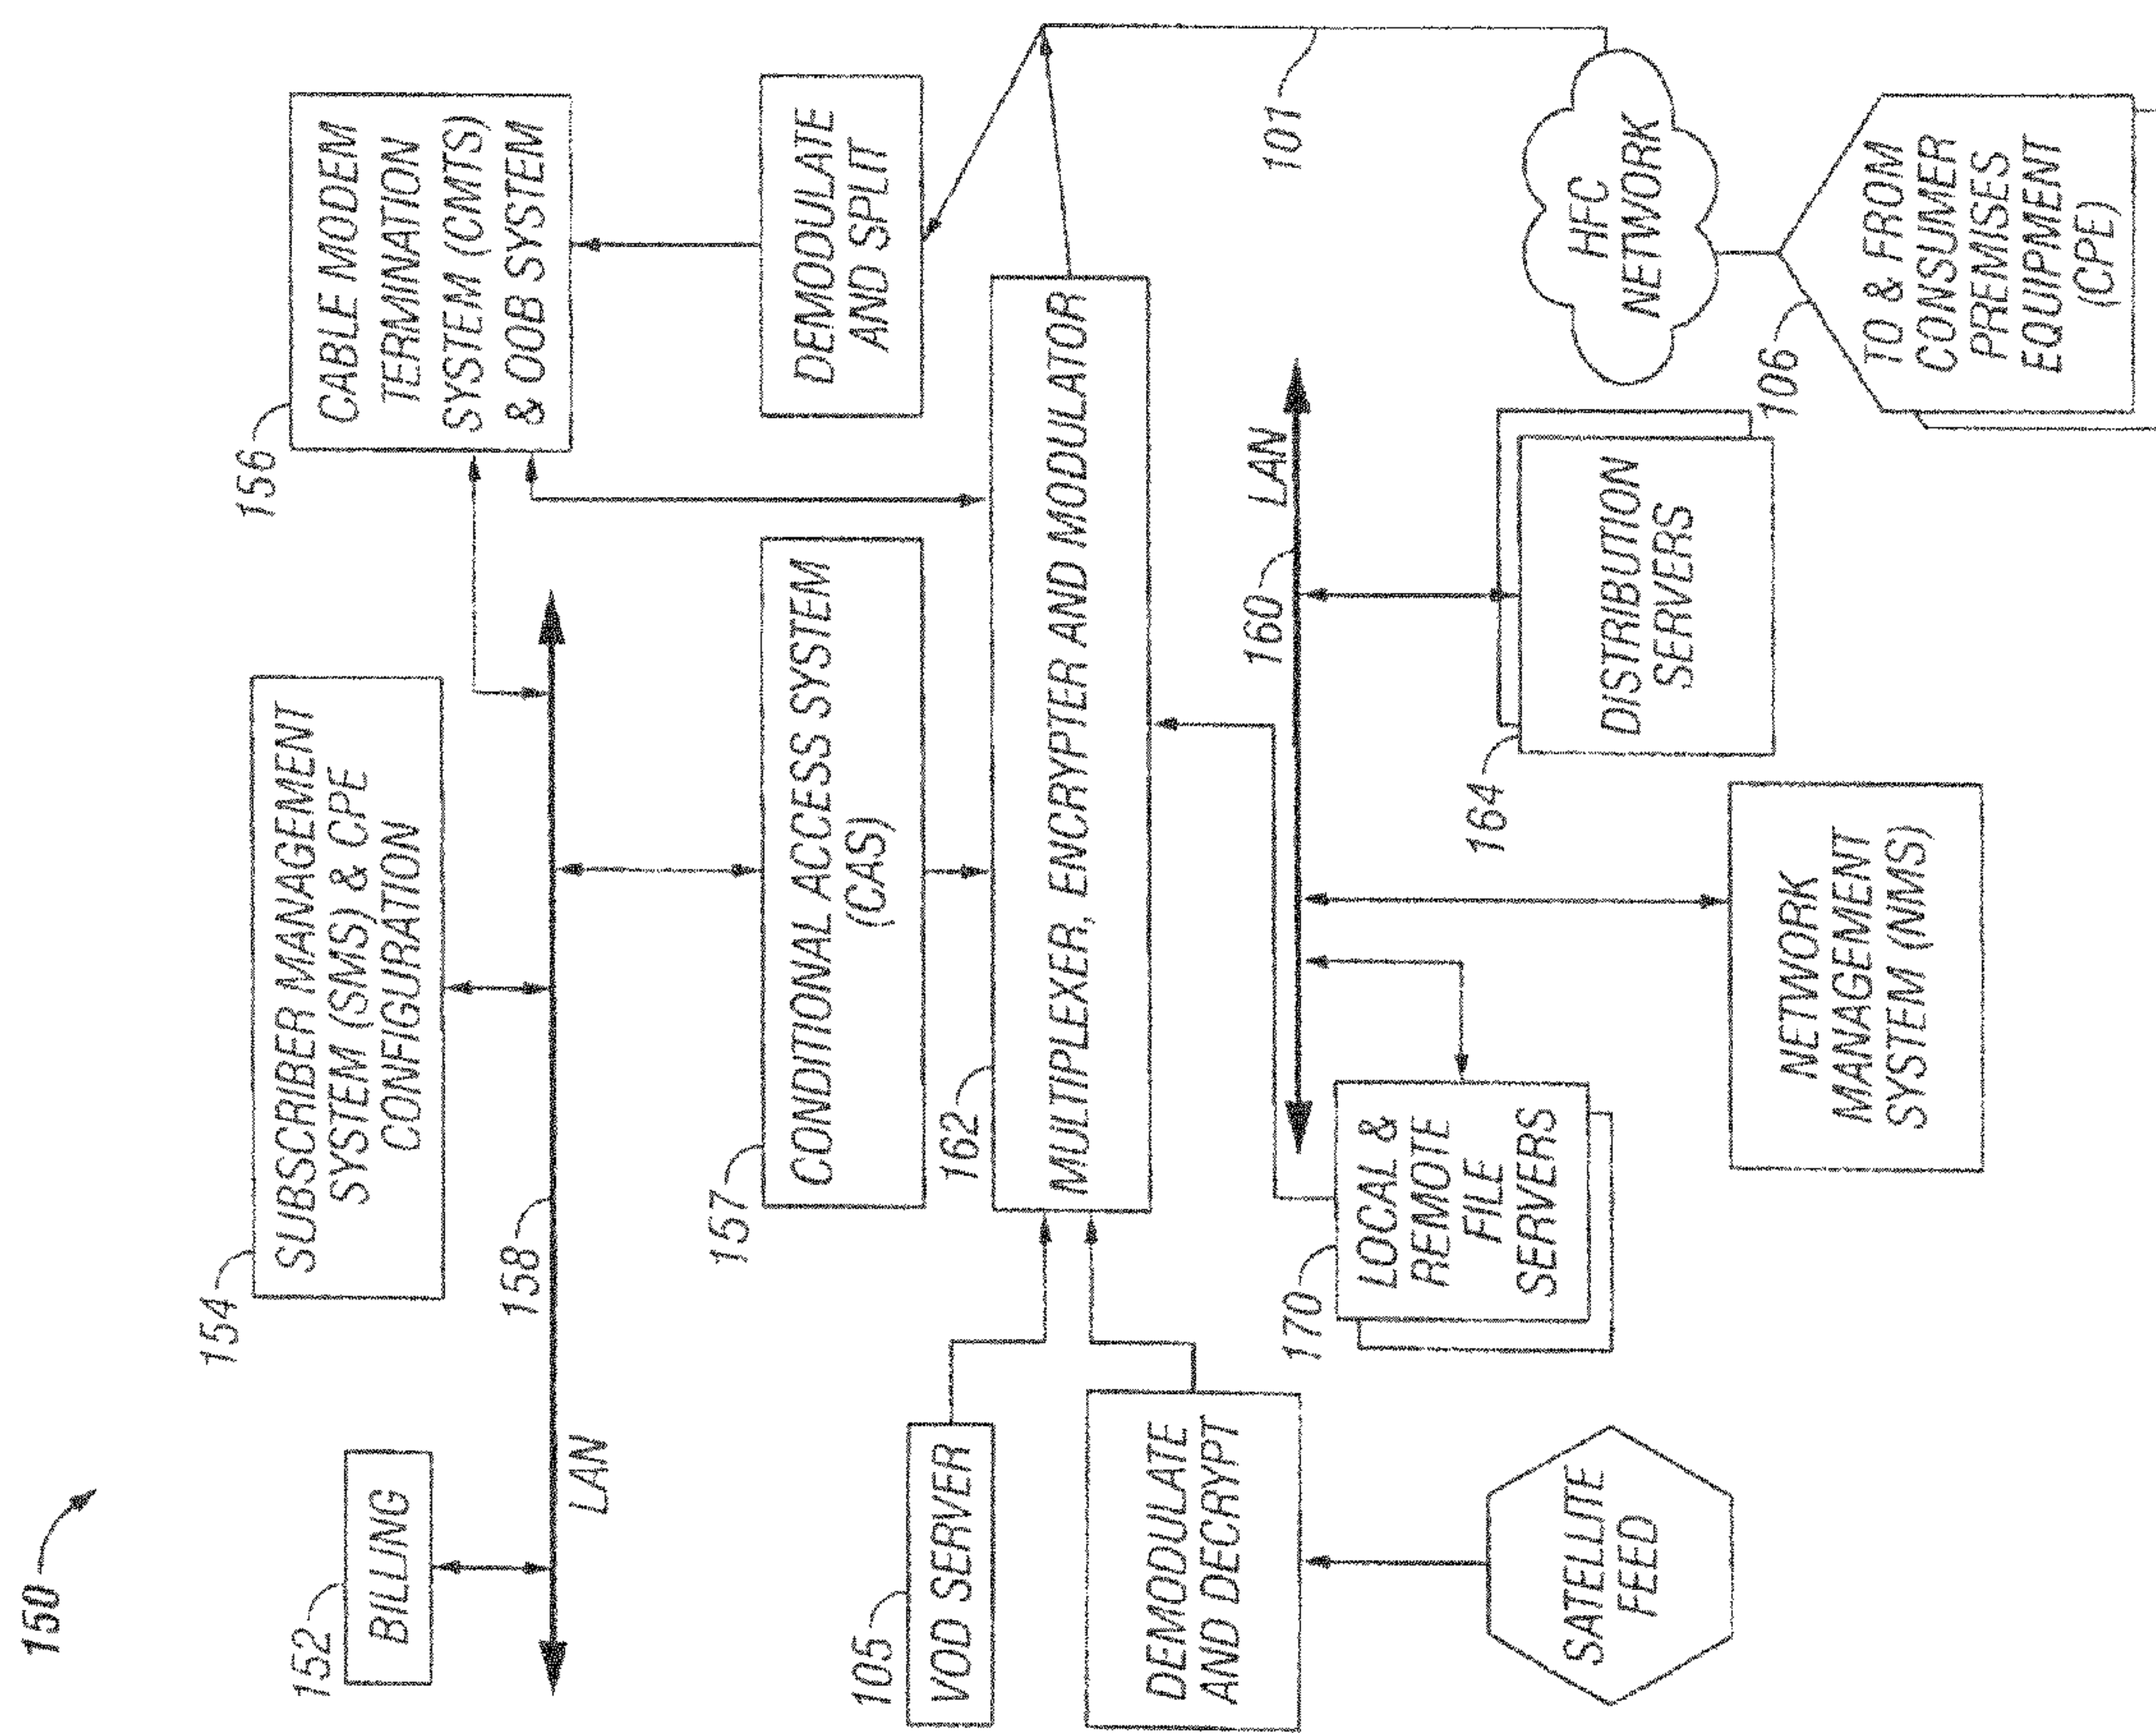 150
152
BILLING
154
SUBSCRIBER MANAGEMENT
SYSTEM (SMS) & CPE
CONFIGURATION
156
CABLE MODEM
TERMINATION
SYSTEM (CMTS)
& OOB SYSTEM
158
LAN
157
CONDITIONAL ACCESS SYSTEM
(CAS)
DEMODULATE
AND SPLIT
105
VOD SERVER
162
MULTIPLEXER, ENCRYPTER AND MODULATOR
DEMODULATE
AND DECRYPT
160
LAN
101
170
LOCAL &
REMOTE
FILE
SERVERS
164
DISTRIBUTION
SERVERS
HFC
NETWORK
SATELLITE
FEED
NETWORK
MANAGEMENT
SYSTEM (NMS)
106
TO & FROM
CONSUMER
PREMISES
EQUIPMENT
(CPE)